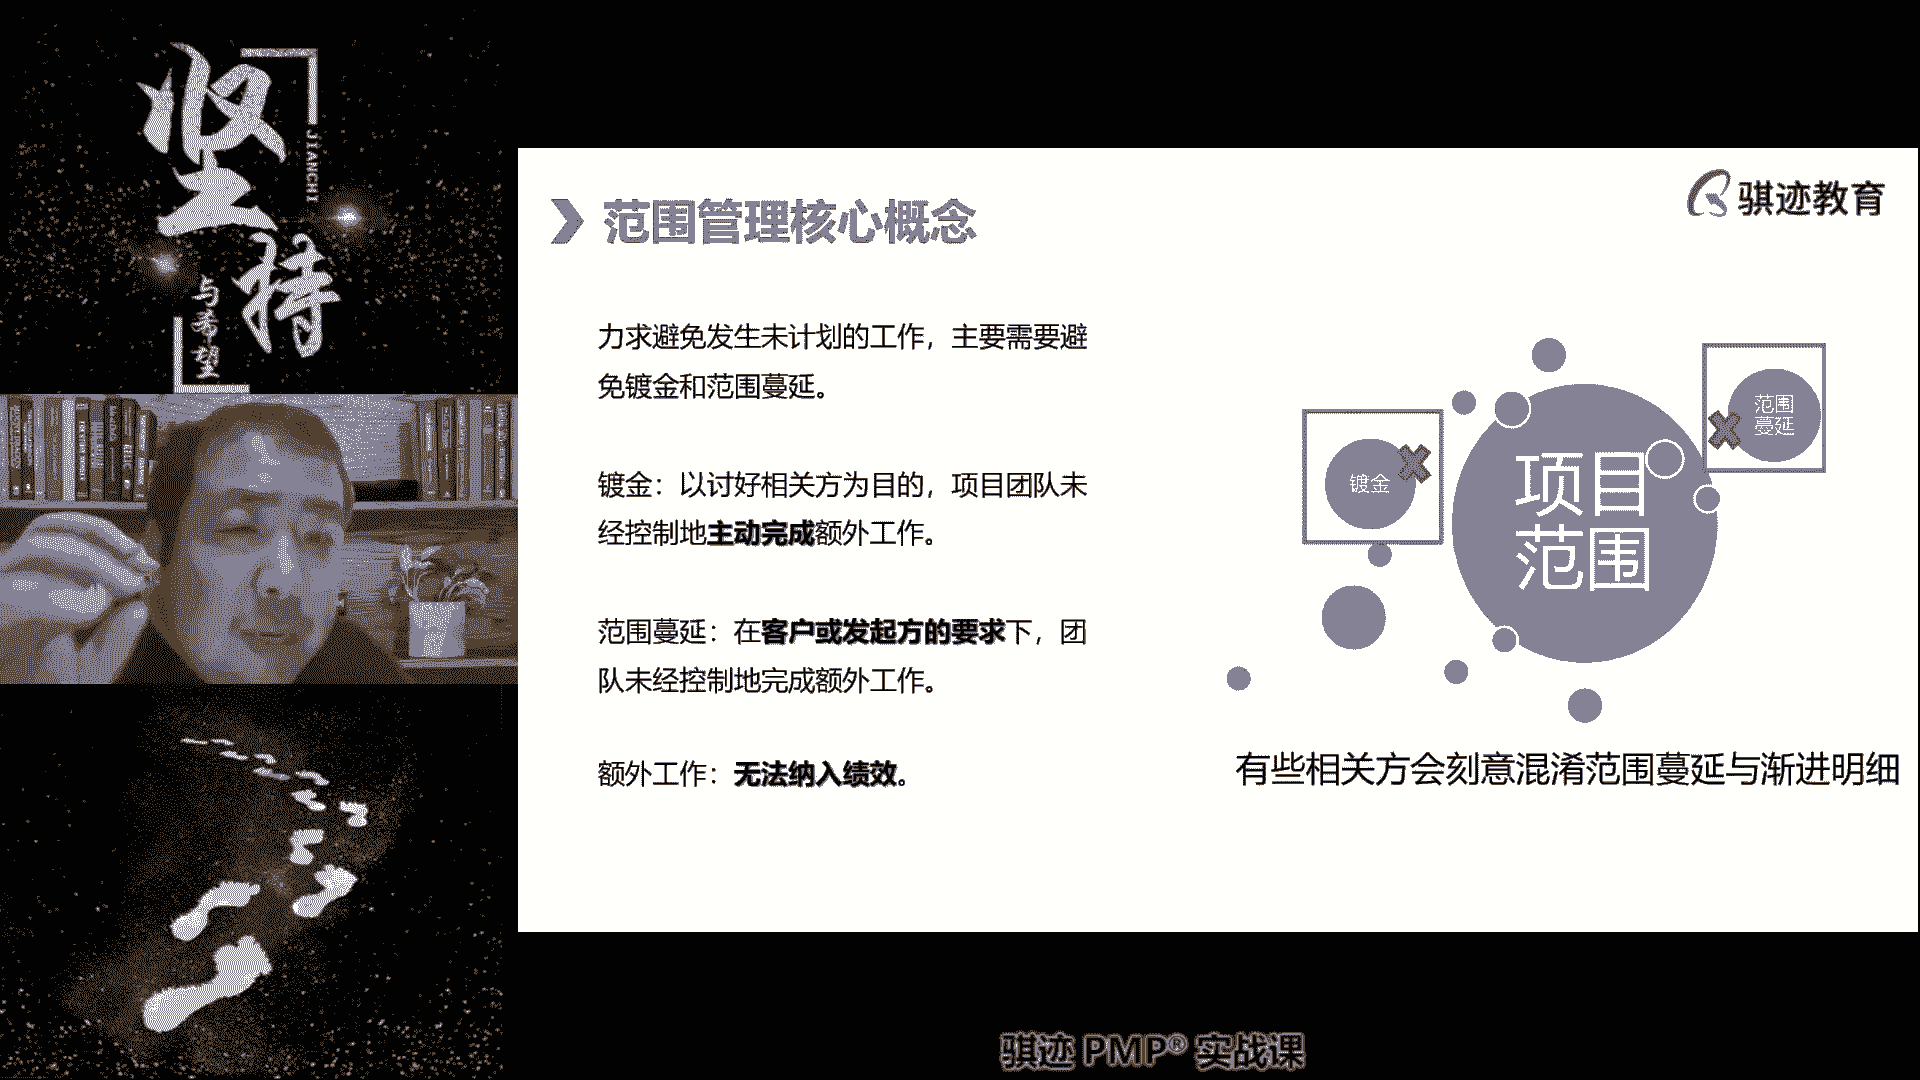 坚持
JIANCHI
与希望
骐迹教育
范围管理核心概念
力求避免发生未计划的工作，主要需要避
免镀金和范围蔓延。
镀金：以讨好相关方为目的，项目团队未
经控制地主动完成额外工作。
范围蔓延：在客户或发起方的要求下，团
队未经控制地完成额外工作。
额外工作：无法纳入绩效。
镀金
项目
范围
范围
蔓延
有些相关方会刻意混淆范围蔓延与渐进明细
骐迹 PMP® 实战课